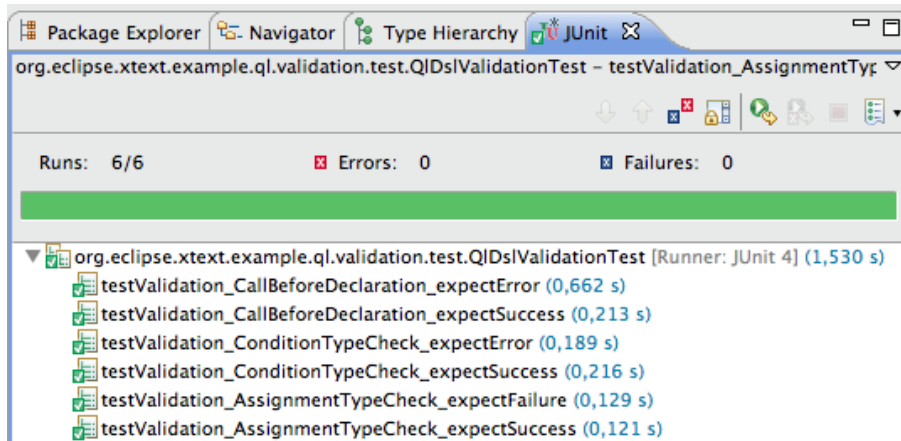 Package Explorer Navigator Type Hierarchy JUnit
org.eclipse.xtext.example.ql.validation.test.QlDslValidationTest – testValidation_AssignmentTyp
Runs: 6/6 Errors: 0 Failures: 0
org.eclipse.xtext.example.ql.validation.test.QlDslValidationTest [Runner: JUnit 4] (1,530 s)
testValidation_CallBeforeDeclaration_expectError (0,662 s)
testValidation_CallBeforeDeclaration_expectSuccess (0,213 s)
testValidation_ConditionTypeCheck_expectError (0,189 s)
testValidation_ConditionTypeCheck_expectSuccess (0,216 s)
testValidation_AssignmentTypeCheck_expectFailure (0,129 s)
testValidation_AssignmentTypeCheck_expectSuccess (0,121 s)